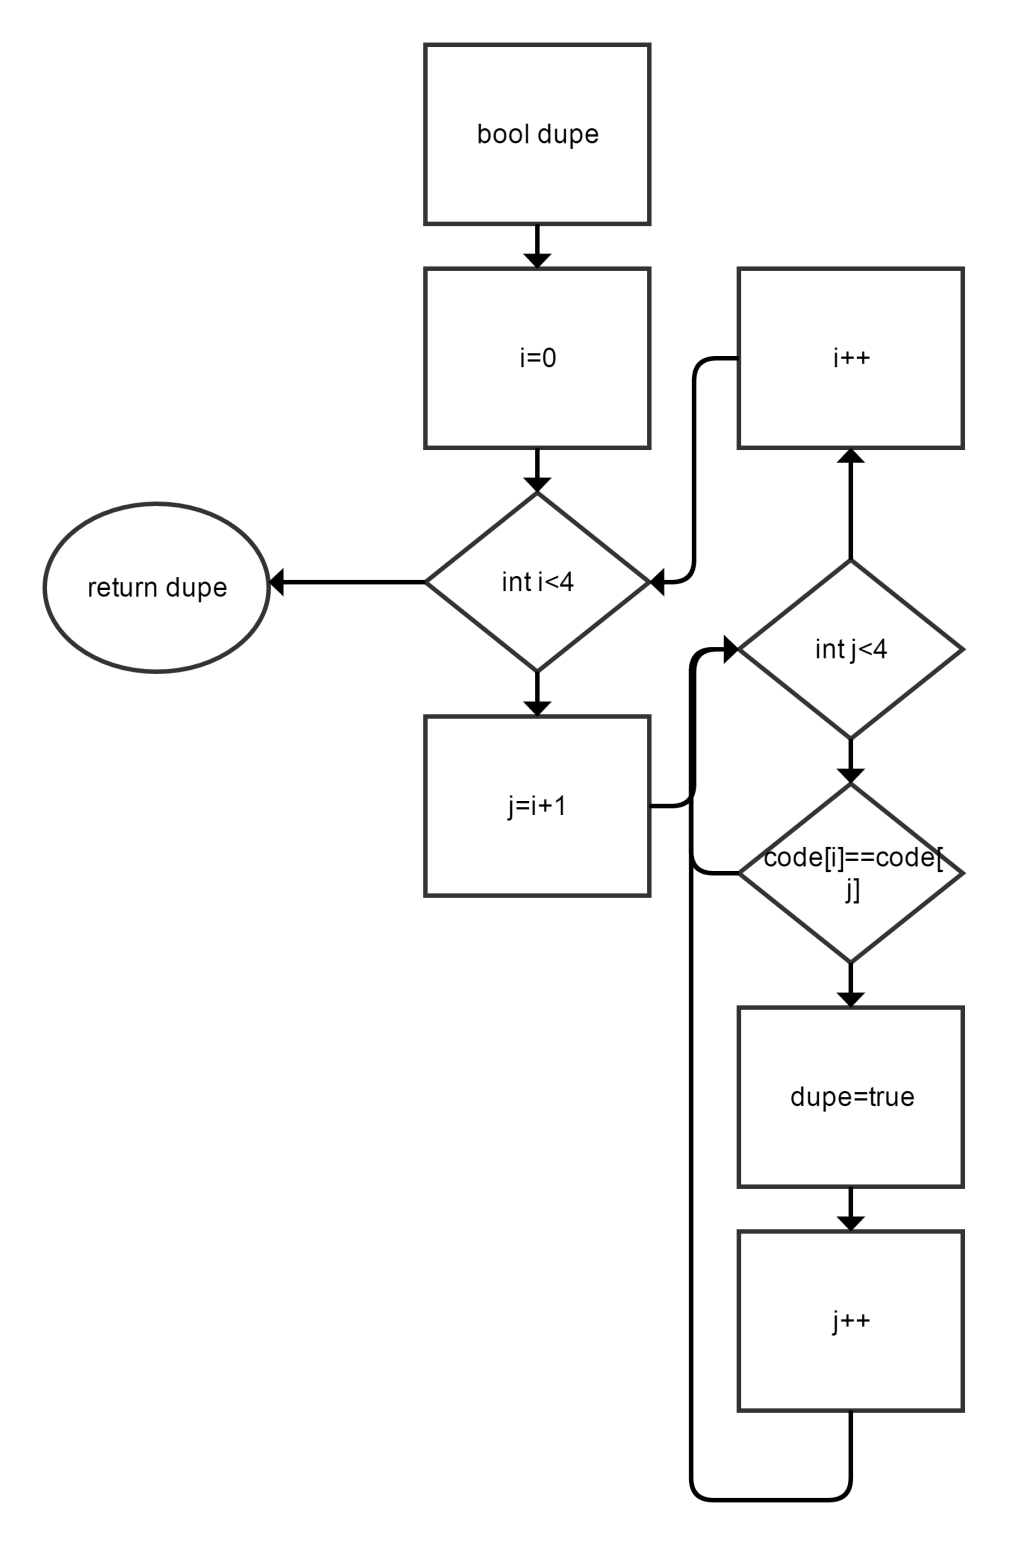 bool dupe
i=0
i++
return dupe
int i<4
int j<4
j=i+1
code[i]==code[
j]
dupe=true
j++